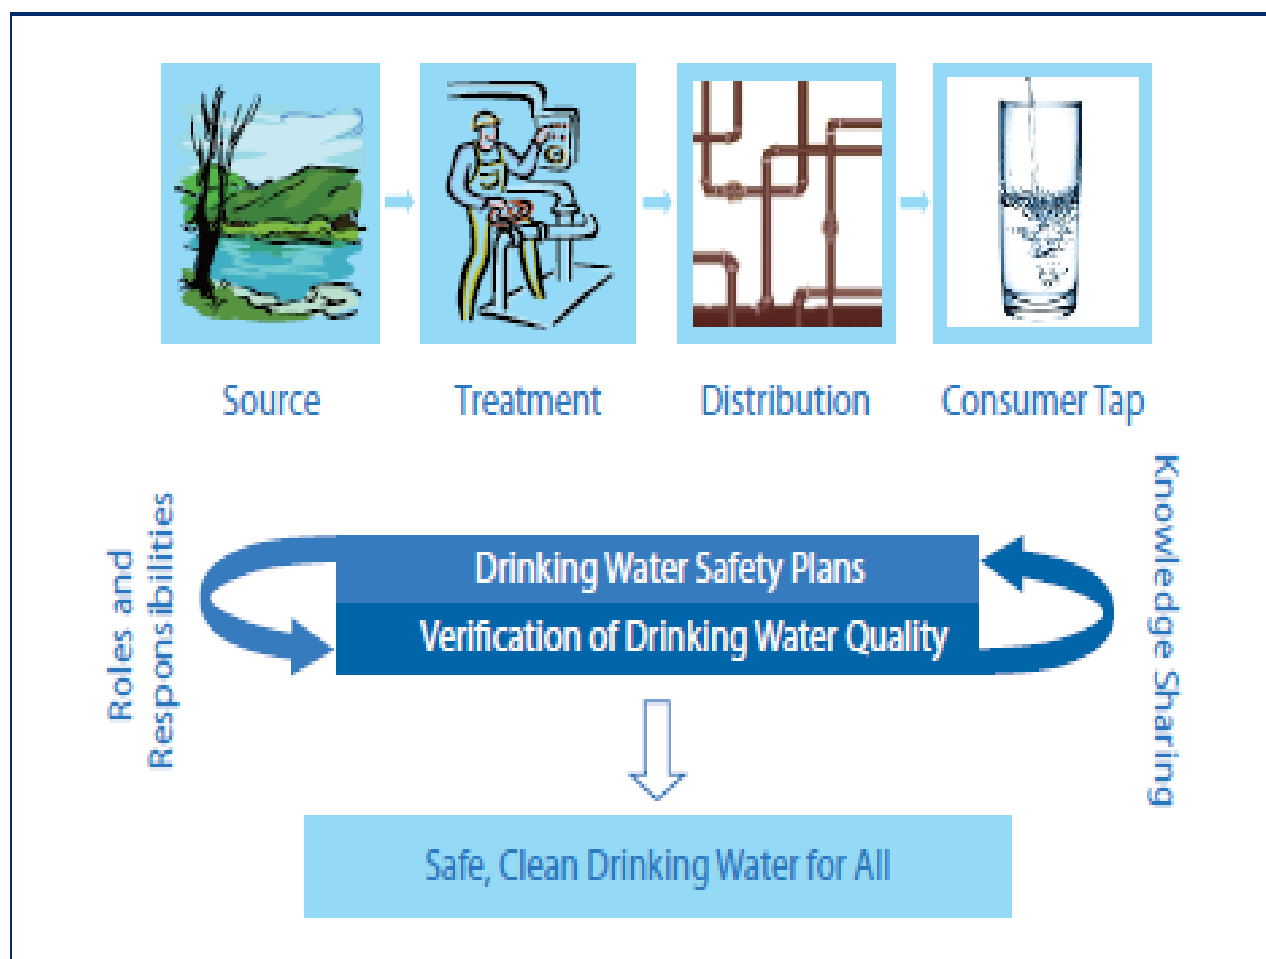 Source
Treatment
Distribution
Consumer Tap
Roles and
Responsibilities
Drinking Water Safety Plans
Verification of Drinking Water Quality
Knowledge Sharing
Safe, Clean Drinking Water for All